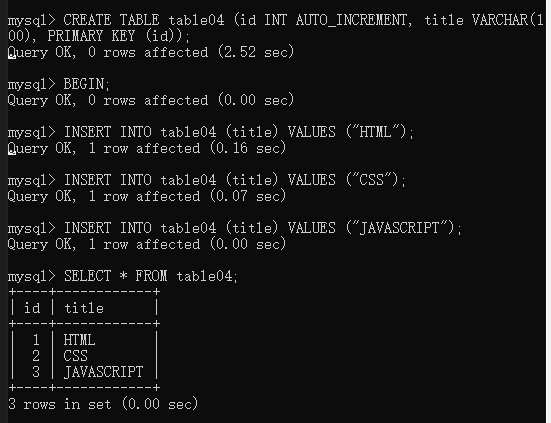 mysql> CREATE TABLE table04 (id INT AUTO_INCREMENT, title VARCHAR(1
00), PRIMARY KEY (id));
Query OK, 0 rows affected (2.52 sec)
mysql> BEGIN;
Query OK, 0 rows affected (0.00 sec)
mysql> INSERT INTO table04 (title) VALUES ("HTML");
Query OK, 1 row affected (0.16 sec)
mysql> INSERT INTO table04 (title) VALUES ("CSS");
Query OK, 1 row affected (0.07 sec)
mysql> INSERT INTO table04 (title) VALUES ("JAVASCRIPT");
Query OK, 1 row affected (0.00 sec)
mysql> SELECT * FROM table04;
+----+------------+
| id | title      |
+----+------------+
|  1 | HTML       |
|  2 | CSS        |
|  3 | JAVASCRIPT |
+----+------------+
3 rows in set (0.00 sec)